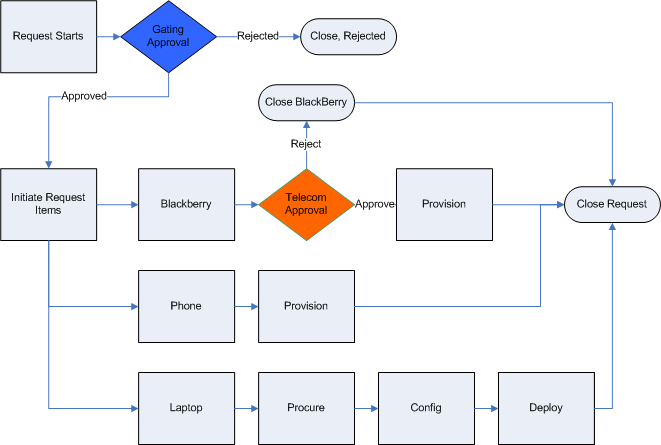 Request Starts
Gating
Approval
Rejected
Close, Rejected
Approved
Close BlackBerry
Reject
Initiate Request
Items
Blackberry
Telecom
Approval
Approve
Provision
Close Request
Phone
Provision
Laptop
Procure
Config
Deploy